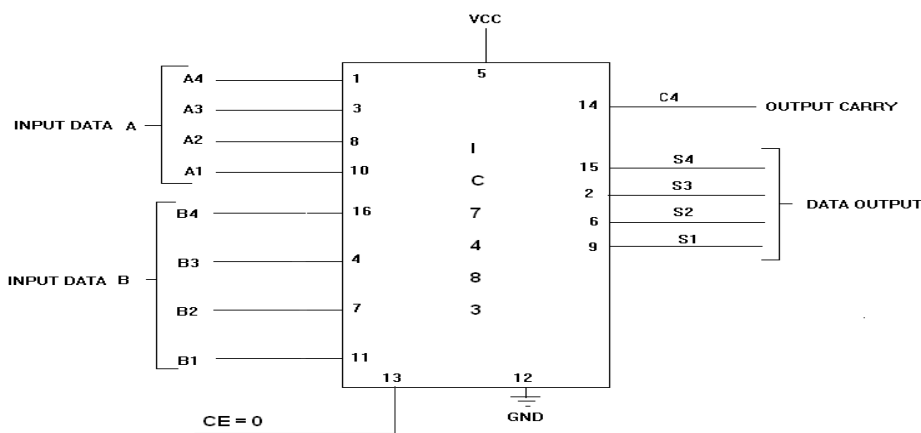 VCC
5
A4 1
A3 3
INPUT DATA A
A2 8
A1 10
14 C4 OUTPUT CARRY
I
C
7
4
8
3
15 S4
2 S3
DATA OUTPUT
6 S2
9 S1
B4 16
B3 4
INPUT DATA B
B2 7
B1 11
13
12
CE = 0
GND